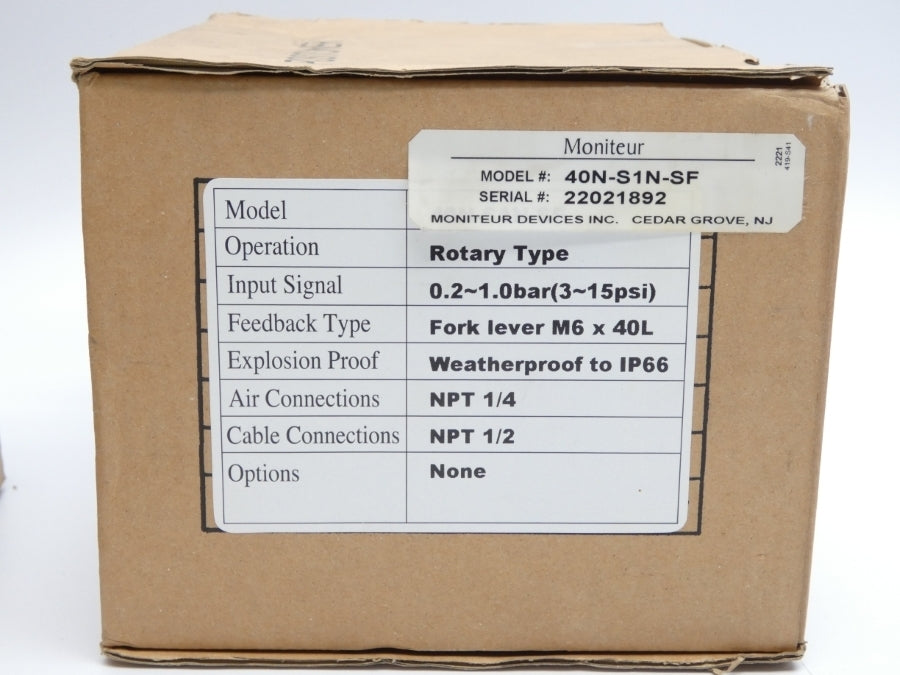 Moniteur
MODEL #: 40N-S1N-SF
SERIAL #: 22021892
MONITEUR DEVICES INC. CEDAR GROVE, NJ
2221
419-S41
Model
Operation Rotary Type
Input Signal 0.2~1.0bar(3~15psi)
Feedback Type Fork lever M6 x 40L
Explosion Proof Weatherproof to IP66
Air Connections NPT 1/4
Cable Connections NPT 1/2
Options None